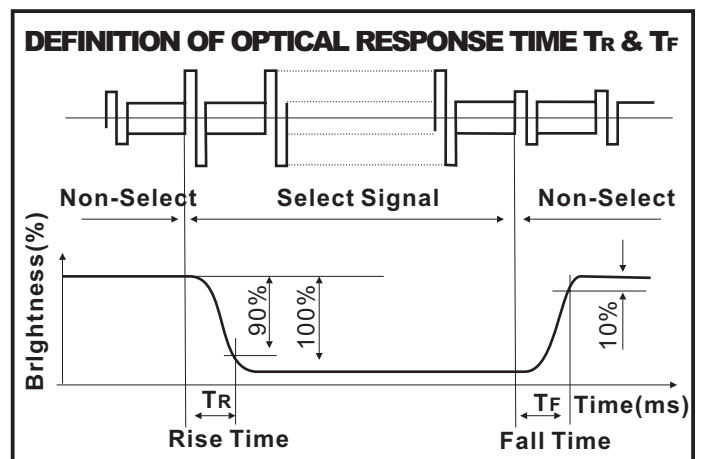 DEFINITION OF OPTICAL RESPONSE TIME TR & TF
Non-Select Select Signal Non-Select
Brightness(%)
90%
100%
10%
TR TF Time(ms)
Rise Time Fall Time